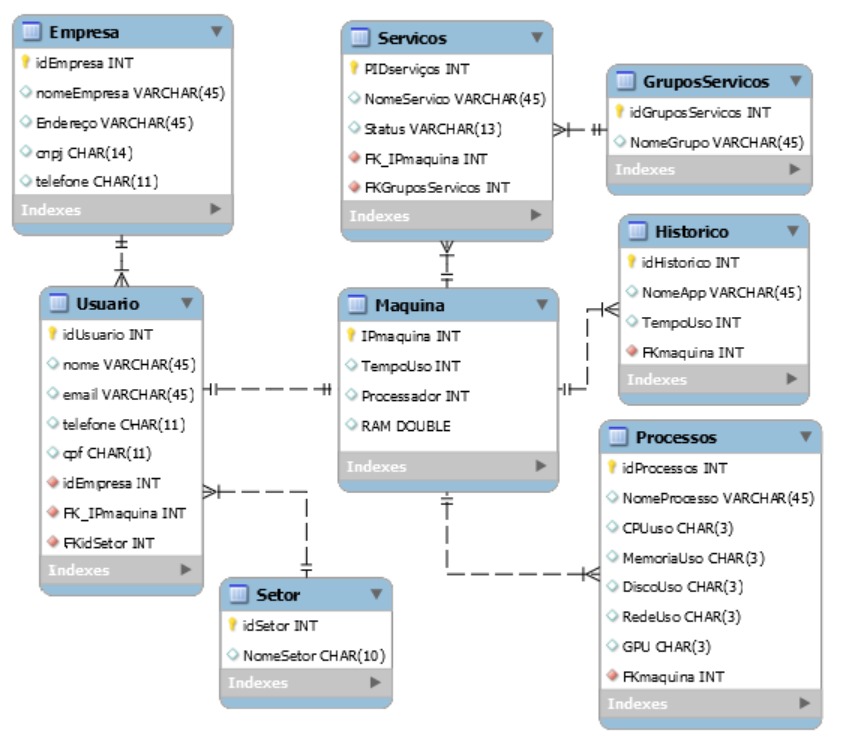 Empresa
idEmpresa INT
nomeEmpresa VARCHAR(45)
Endereço VARCHAR(45)
cnpj CHAR(14)
telefone CHAR(11)
Indexes
Servicos
PIDserviços INT
NomeServico VARCHAR(45)
Status VARCHAR(13)
FK_IPmaquina INT
FKGruposServicos INT
Indexes
GruposServicos
idGruposServicos INT
NomeGrupo VARCHAR(45)
Indexes
Usuario
idUsuario INT
nome VARCHAR(45)
email VARCHAR(45)
telefone CHAR(11)
cpf CHAR(11)
idEmpresa INT
FK_IPmaquina INT
FKidSetor INT
Indexes
Maquina
IPmaquina INT
TempoUso INT
Processador INT
RAM DOUBLE
Indexes
Historico
idHistorico INT
NomeApp VARCHAR(45)
TempoUso INT
FKmaquina INT
Indexes
Setor
idSetor INT
NomeSetor CHAR(10)
Indexes
Processos
idProcessos INT
NomeProcesso VARCHAR(45)
CPUuso CHAR(3)
MemoriaUso CHAR(3)
DiscoUso CHAR(3)
RedeUso CHAR(3)
GPU CHAR(3)
FKmaquina INT
Indexes